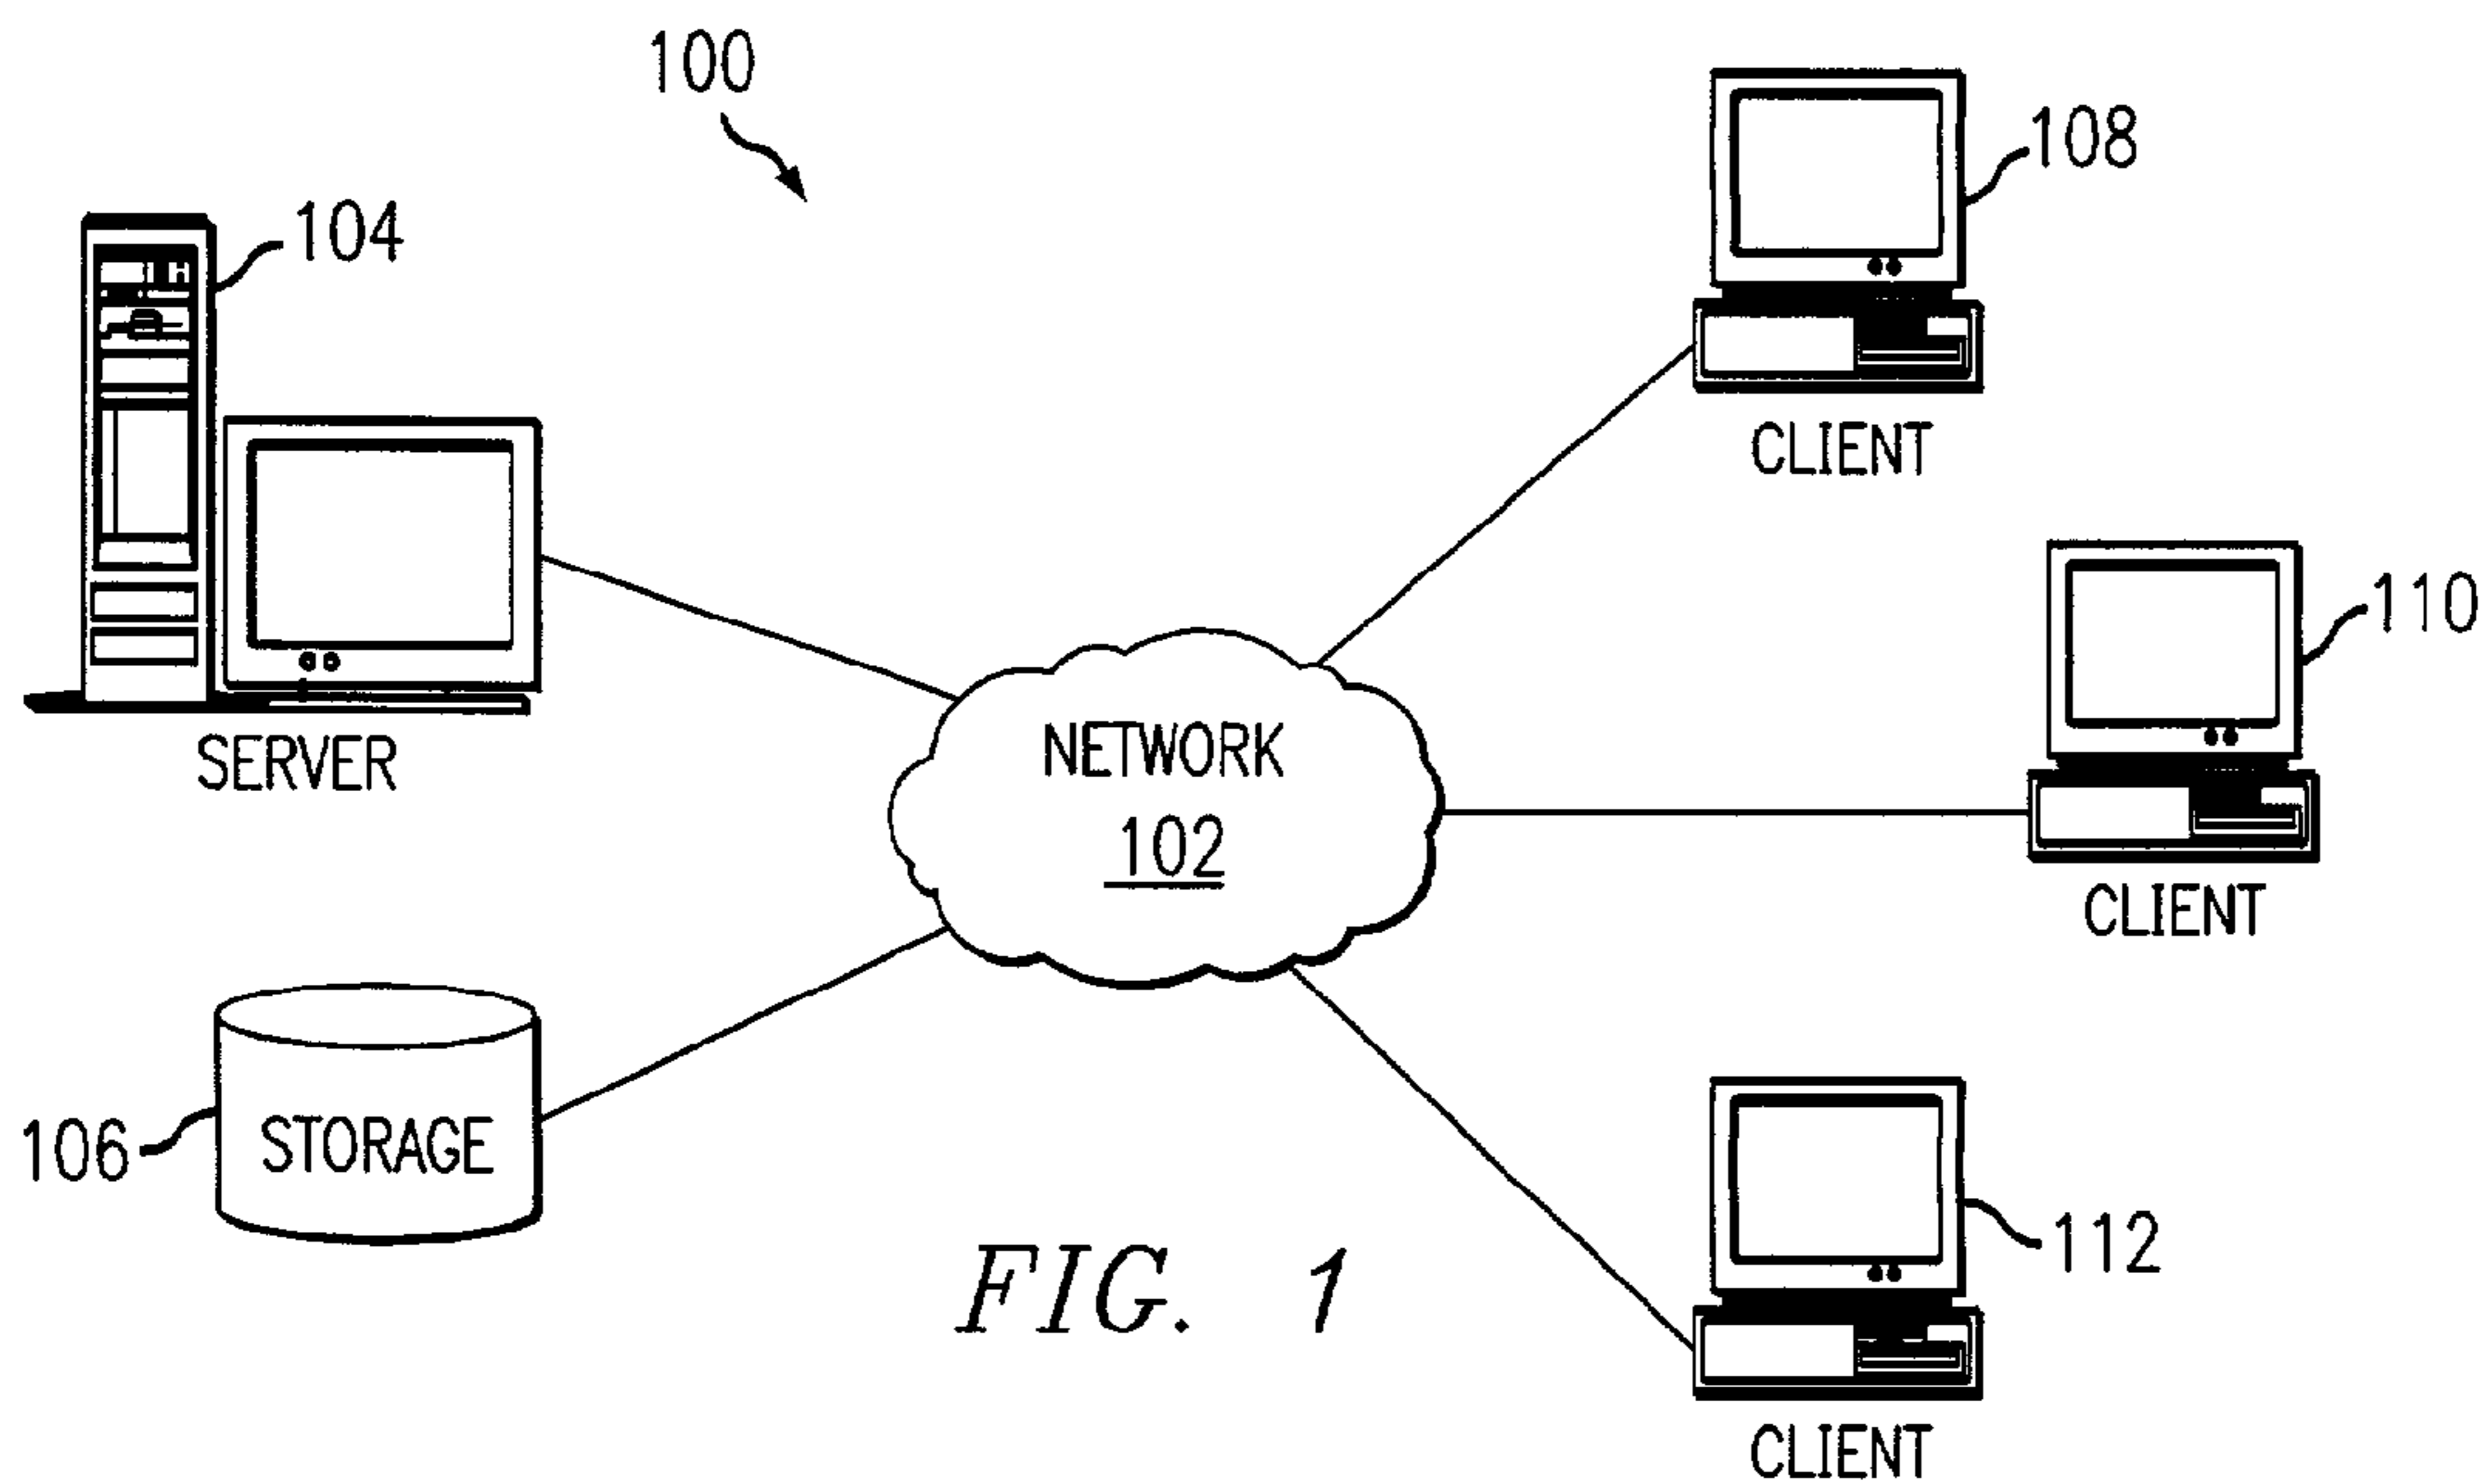 100
108
104
CLIENT
110
SERVER
NETWORK
102
CLIENT
106
STORAGE
112
FIG. 1
CLIENT